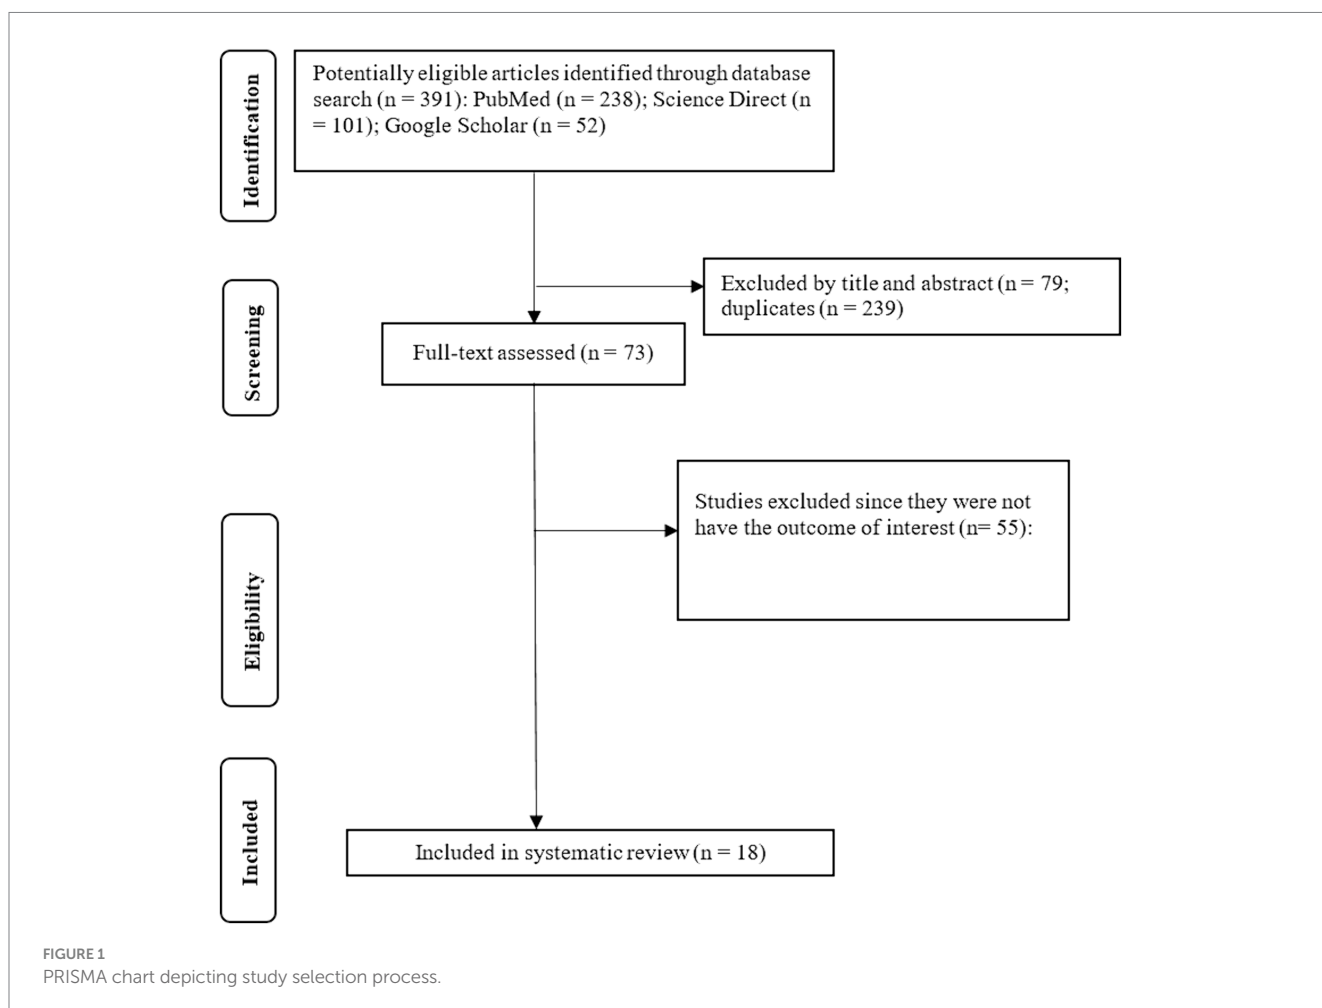 Identification
Potentially eligible articles identified through database
search (n = 391): PubMed (n = 238); Science Direct (n
= 101); Google Scholar (n = 52)
Screening
Excluded by title and abstract (n = 79;
duplicates (n = 239)
Full-text assessed (n = 73)
Eligibility
Studies excluded since they were not
have the outcome of interest (n= 55):
Included
Included in systematic review (n = 18)
FIGURE 1
PRISMA chart depicting study selection process.